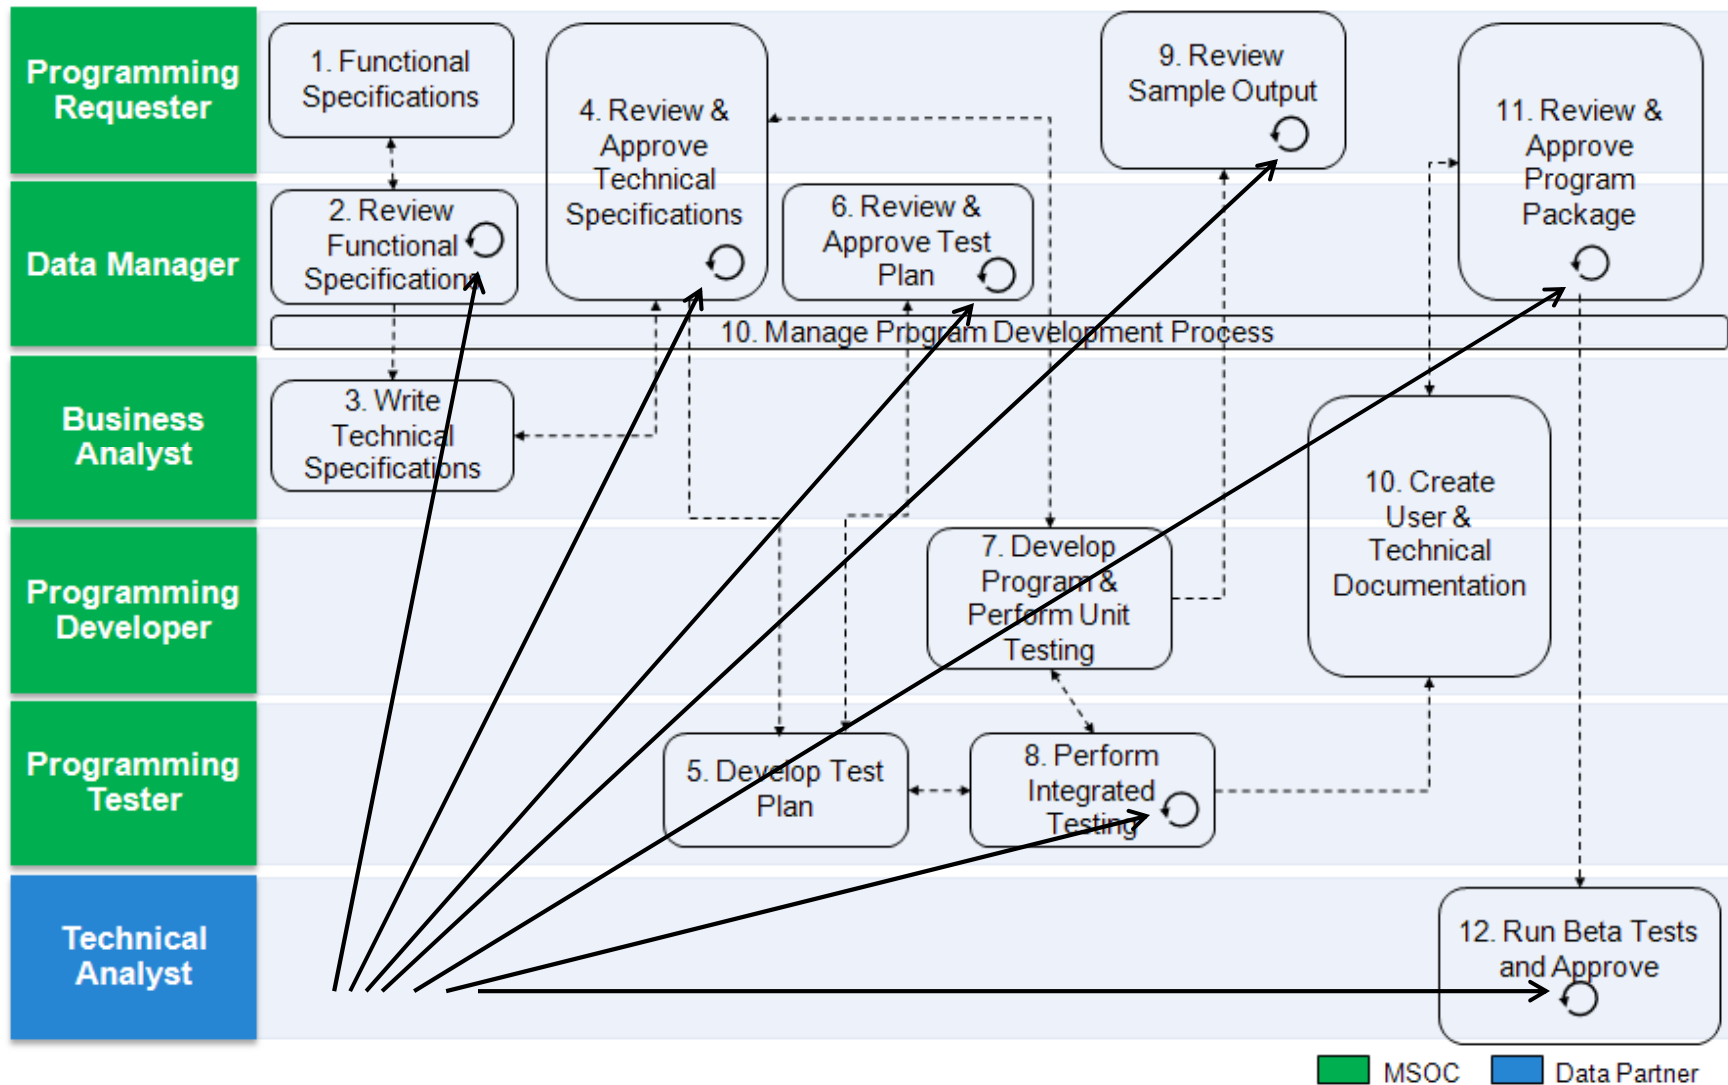 Programming
Requester
1. Functional
Specifications
4. Review &
Approve
Technical
Specifications
9. Review
Sample Output
11. Review &
Approve
Program
Package
Data Manager
2. Review
Functional
Specifications
6. Review &
Approve Test
Plan
10. Manage Program Development Process
Business
Analyst
3. Write
Technical
Specifications
10. Create
User &
Technical
Documentation
Programming
Developer
7. Develop
Program &
Perform Unit
Testing
Programming
Tester
5. Develop Test
Plan
8. Perform
Integrated
Testing
Technical
Analyst
12. Run Beta Tests
and Approve
MSOC
Data Partner